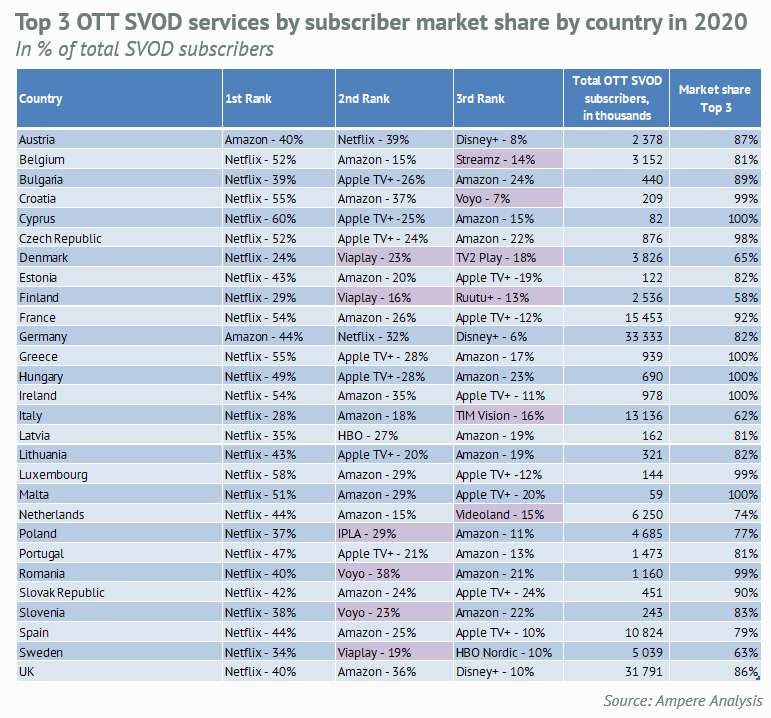 Top 3 OTT SVOD services by subscriber market share by country in 2020
In % of total SVOD subscribers
Country 1st Rank 2nd Rank 3rd Rank Total OTT SVOD subscribers, in thousands Market share Top 3
Austria Amazon - 40% Netflix - 39% Disney+ - 8% 2 378 87%
Belgium Netflix - 52% Amazon - 15% Streamz - 14% 3 152 81%
Bulgaria Netflix - 39% Apple TV+ -26% Amazon - 24% 440 89%
Croatia Netflix - 55% Amazon - 37% Voyo - 7% 209 99%
Cyprus Netflix - 60% Apple TV+ -25% Amazon - 15% 82 100%
Czech Republic Netflix - 52% Apple TV+ - 24% Amazon - 22% 876 98%
Denmark Netflix - 24% Viaplay - 23% TV2 Play - 18% 3 826 65%
Estonia Netflix - 43% Amazon - 20% Apple TV+ -19% 122 82%
Finland Netflix - 29% Viaplay - 16% Ruutu+ - 13% 2 536 58%
France Netflix - 54% Amazon - 26% Apple TV+ -12% 15 453 92%
Germany Amazon - 44% Netflix - 32% Disney+ - 6% 33 333 82%
Greece Netflix - 55% Apple TV+ - 28% Amazon - 17% 939 100%
Hungary Netflix - 49% Apple TV+ -28% Amazon - 23% 690 100%
Ireland Netflix - 54% Amazon - 35% Apple TV+ - 11% 978 100%
Italy Netflix - 28% Amazon - 18% TIM Vision - 16% 13 136 62%
Latvia Netflix - 35% HBO - 27% Amazon - 19% 162 81%
Lithuania Netflix - 43% Apple TV+ - 20% Amazon - 19% 321 82%
Luxembourg Netflix - 58% Amazon - 29% Apple TV+ -12% 144 99%
Malta Netflix - 51% Amazon - 29% Apple TV+ - 20% 59 100%
Netherlands Netflix - 44% Amazon - 15% Videoland - 15% 6 250 74%
Poland Netflix - 37% IPLA - 29% Amazon - 11% 4 685 77%
Portugal Netflix - 47% Apple TV+ - 21% Amazon - 13% 1 473 81%
Romania Netflix - 40% Voyo - 38% Amazon - 21% 1 160 99%
Slovak Republic Netflix - 42% Amazon - 24% Apple TV+ - 24% 451 90%
Slovenia Netflix - 38% Voyo - 23% Amazon - 22% 243 83%
Spain Netflix - 44% Amazon - 25% Apple TV+ - 10% 10 824 79%
Sweden Netflix - 34% Viaplay - 19% HBO Nordic - 10% 5 039 63%
UK Netflix - 40% Amazon - 36% Disney+ - 10% 31 791 86%
Source: Ampere Analysis